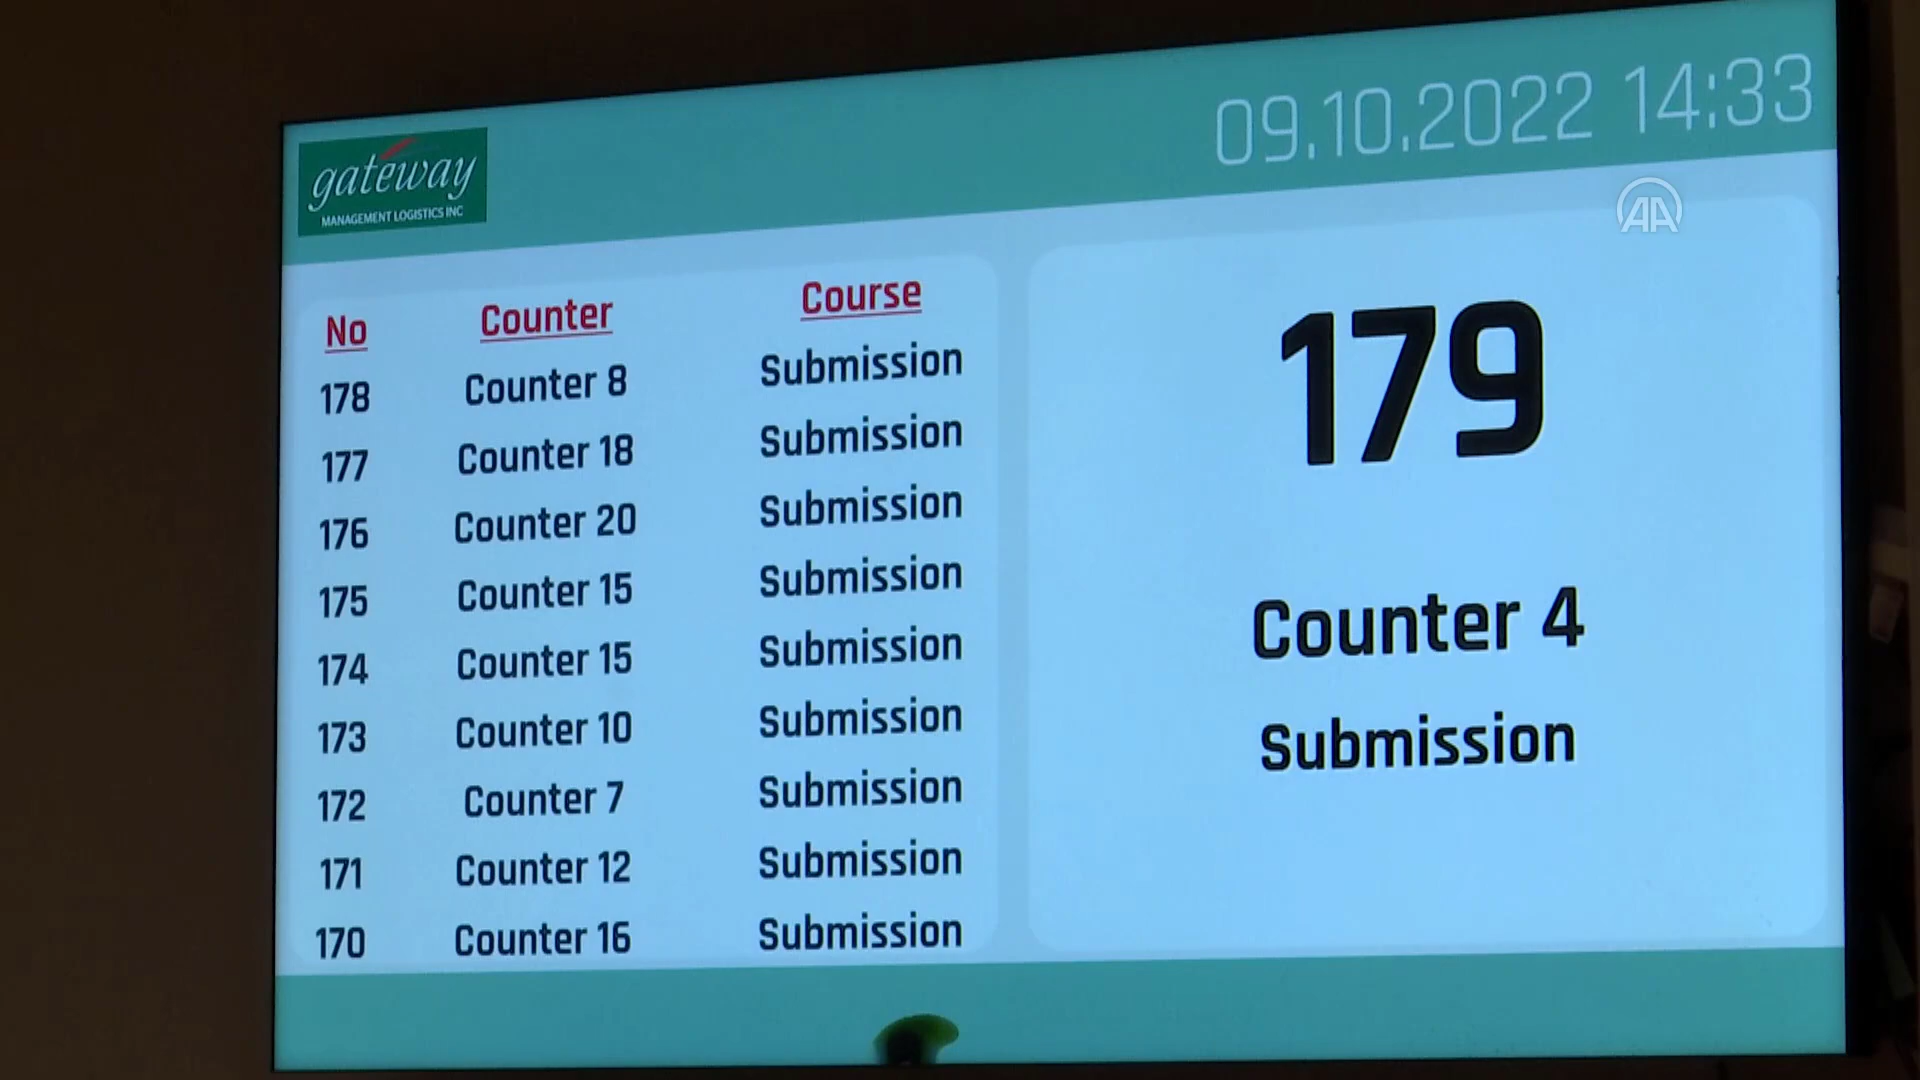 gateway
MANAGEMENT LOGISTICS INC
09.10.2022 14:33
AA
No Counter Course
178 Counter 8 Submission
177 Counter 18 Submission
176 Counter 20 Submission
175 Counter 15 Submission
174 Counter 15 Submission
173 Counter 10 Submission
172 Counter 7 Submission
171 Counter 12 Submission
170 Counter 16 Submission
179
Counter 4
Submission